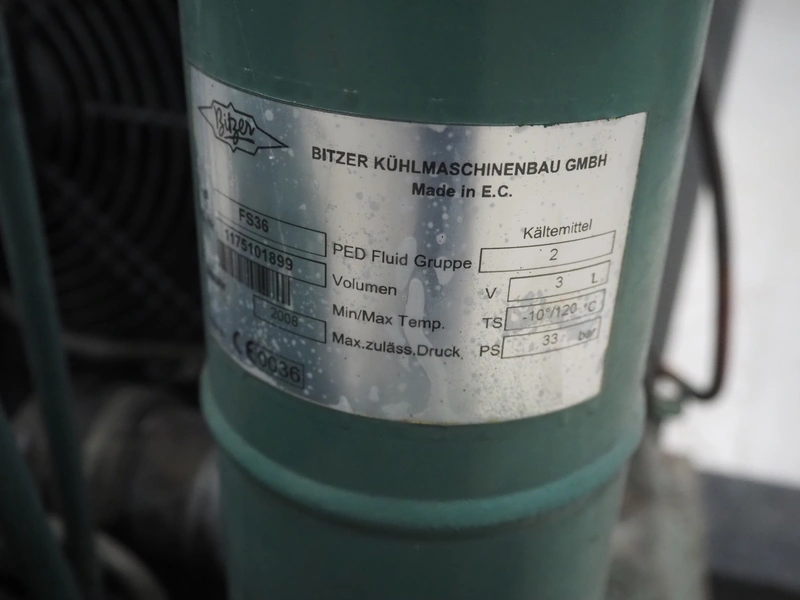 Bitzer
BITZER KÜHLMASCHINENBAU GMBH
Made in E.C.
FS36
1175101899
2008
CE0036
Kältemittel
PED Fluid Gruppe 2
Volumen V 3 L
Min/Max Temp. TS -10°/120 °C
Max.zuläss.Druck PS 33 bar